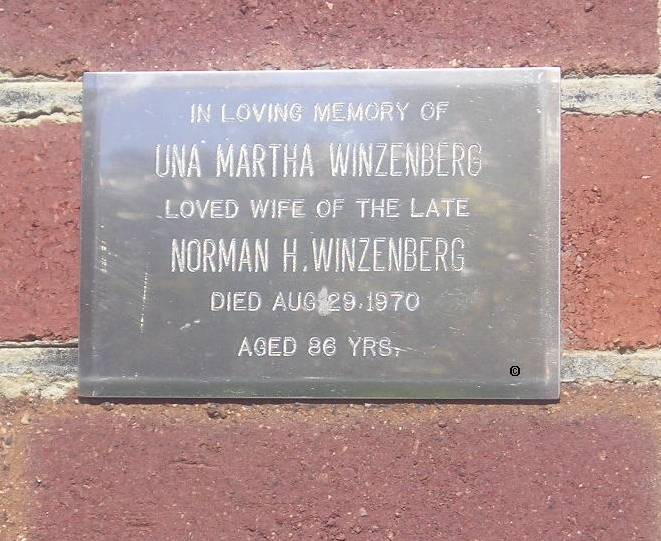 IN LOVING MEMORY OF
UNA MARTHA WINZENBERG
LOVED WIFE OF THE LATE
NORMAN H. WINZENBERG
DIED AUG. 29. 1970
AGED 86 YRS.
©